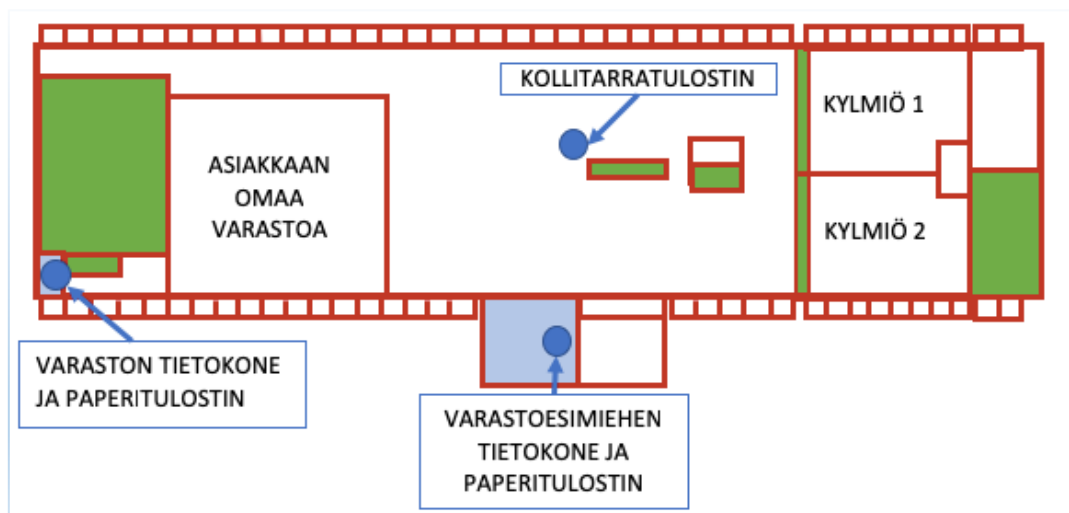 KOLLITARRATULOSTIN
KYLMIÖ 1
ASIAKKAAN
OMAA
VARASTOA
KYLMIÖ 2
VARASTON TIETOKONE
JA PAPERITULOSTIN
VARASTOESIMIEHEN
TIETOKONE JA
PAPERITULOSTIN